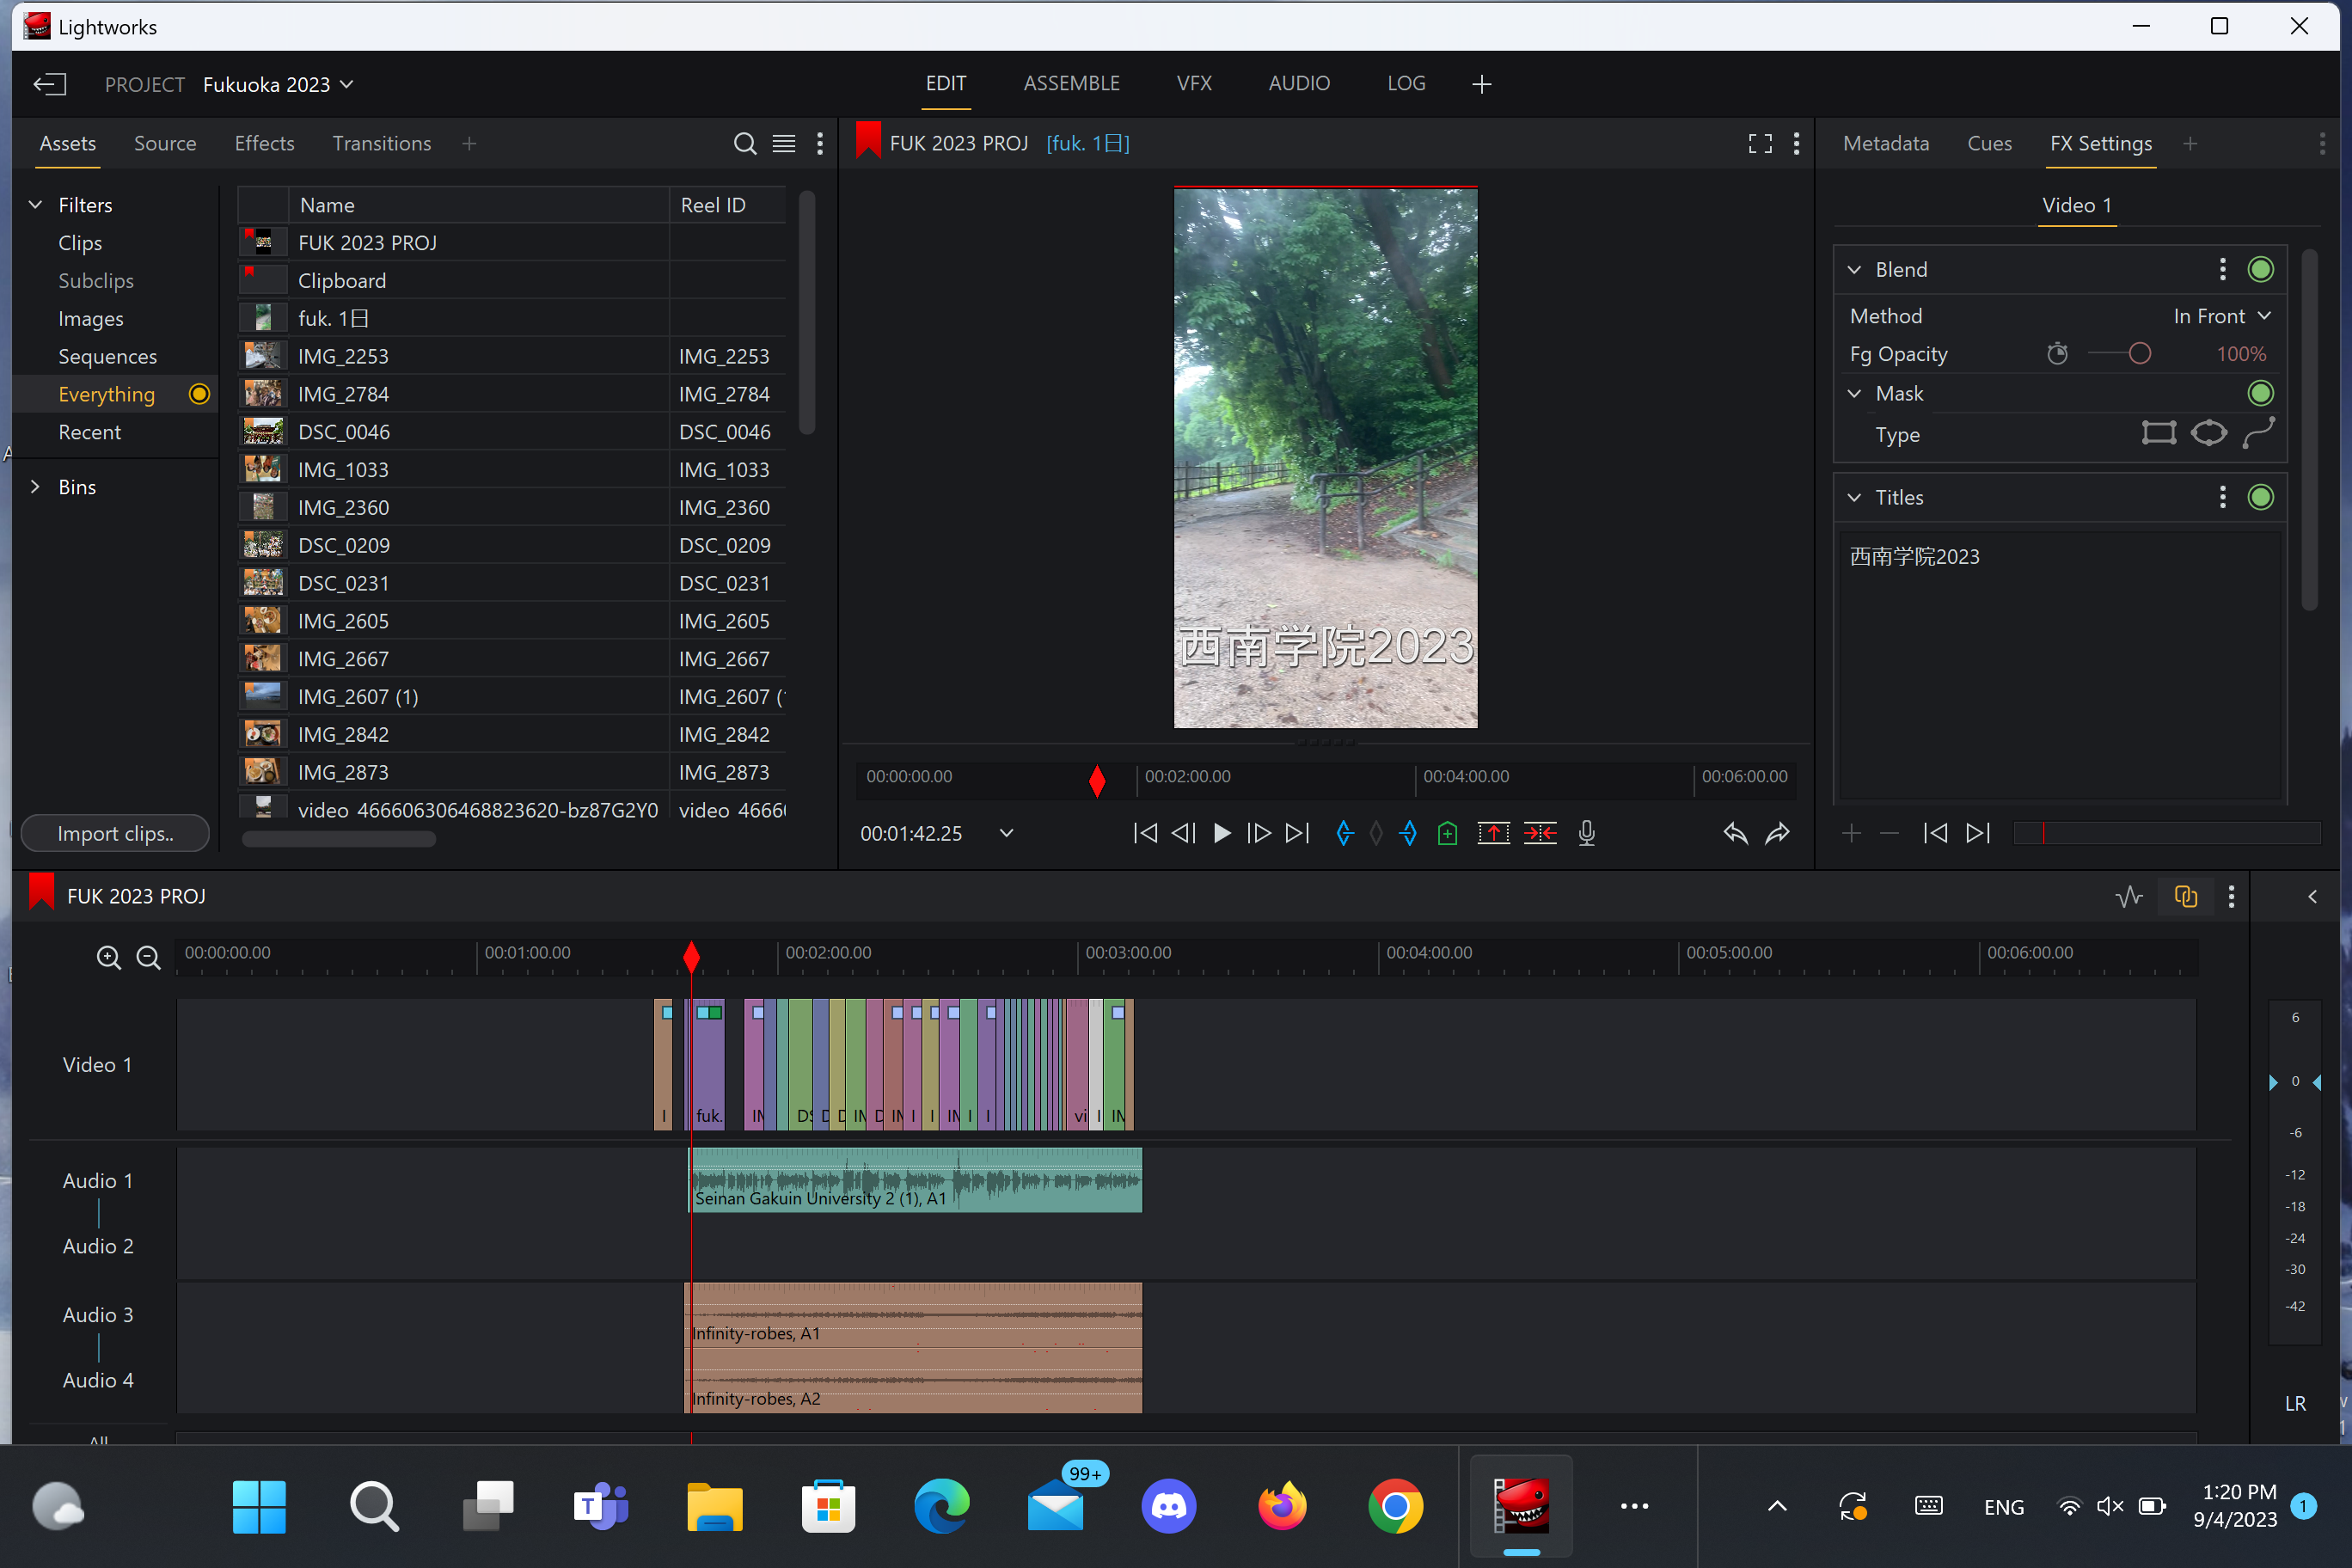 Lightworks
PROJECT Fukuoka 2023
EDIT ASSEMBLE VFX AUDIO LOG
Assets Source Effects Transitions
FUK 2023 PROJ [fuk. 1日]
Metadata Cues FX Settings
Filters
Clips
Subclips
Images
Sequences
Everything
Recent
Bins
Import clips..
Name Reel ID
FUK 2023 PROJ
Clipboard
fuk. 1日
IMG_2253 IMG_2253
IMG_2784 IMG_2784
DSC_0046 DSC_0046
IMG_1033 IMG_1033
IMG_2360 IMG_2360
DSC_0209 DSC_0209
DSC_0231 DSC_0231
IMG_2605 IMG_2605
IMG_2667 IMG_2667
IMG_2607 (1) IMG_2607 (
IMG_2842 IMG_2842
IMG_2873 IMG_2873
video_466606306468823620-bz87G2Y0 video_4666
西南学院2023
00:00:00.00 00:02:00.00 00:04:00.00 00:06:00.00
00:01:42.25
Video 1
Blend
Method In Front
Fg Opacity 100%
Mask
Type
Titles
西南学院2023
FUK 2023 PROJ
00:00:00.00 00:01:00.00 00:02:00.00 00:03:00.00 00:04:00.00 00:05:00.00 00:06:00.00
Video 1
I fuk. IM DS D D IM D IM I I IM I I vi I IM
Audio 1
Seinan Gakuin University 2 (1), A1
Audio 2
Audio 3
Infinity-robes, A1
Audio 4
Infinity-robes, A2
All
6
0
-6
-12
-18
-24
-30
-42
LR
99+
ENG
1:20 PM
9/4/2023
1